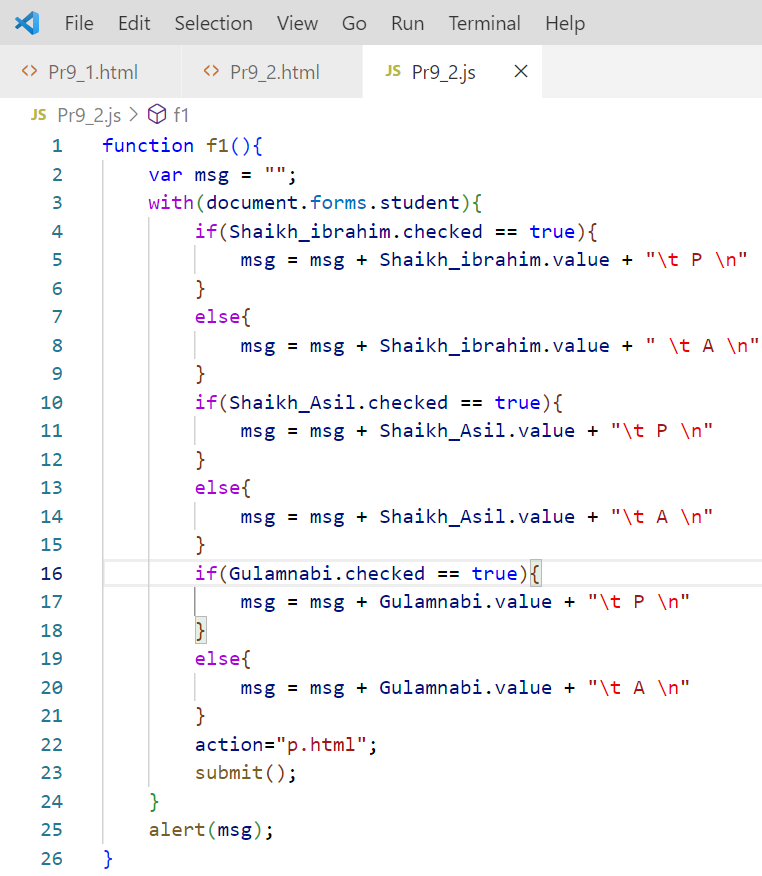 File Edit Selection View Go Run Terminal Help
<> Pr9_1.html <> Pr9_2.html JS Pr9_2.js ×
JS Pr9_2.js > f1
1 function f1(){
2     var msg = "";
3     with(document.forms.student){
4         if(Shaikh_ibrahim.checked == true){
5             msg = msg + Shaikh_ibrahim.value + "\t P \n"
6         }
7         else{
8             msg = msg + Shaikh_ibrahim.value + " \t A \n"
9         }
10         if(Shaikh_Asil.checked == true){
11             msg = msg + Shaikh_Asil.value + "\t P \n"
12         }
13         else{
14             msg = msg + Shaikh_Asil.value + "\t A \n"
15         }
16         if(Gulamnabi.checked == true){
17             msg = msg + Gulamnabi.value + "\t P \n"
18         }
19         else{
20             msg = msg + Gulamnabi.value + "\t A \n"
21         }
22         action="p.html";
23         submit();
24     }
25     alert(msg);
26 }